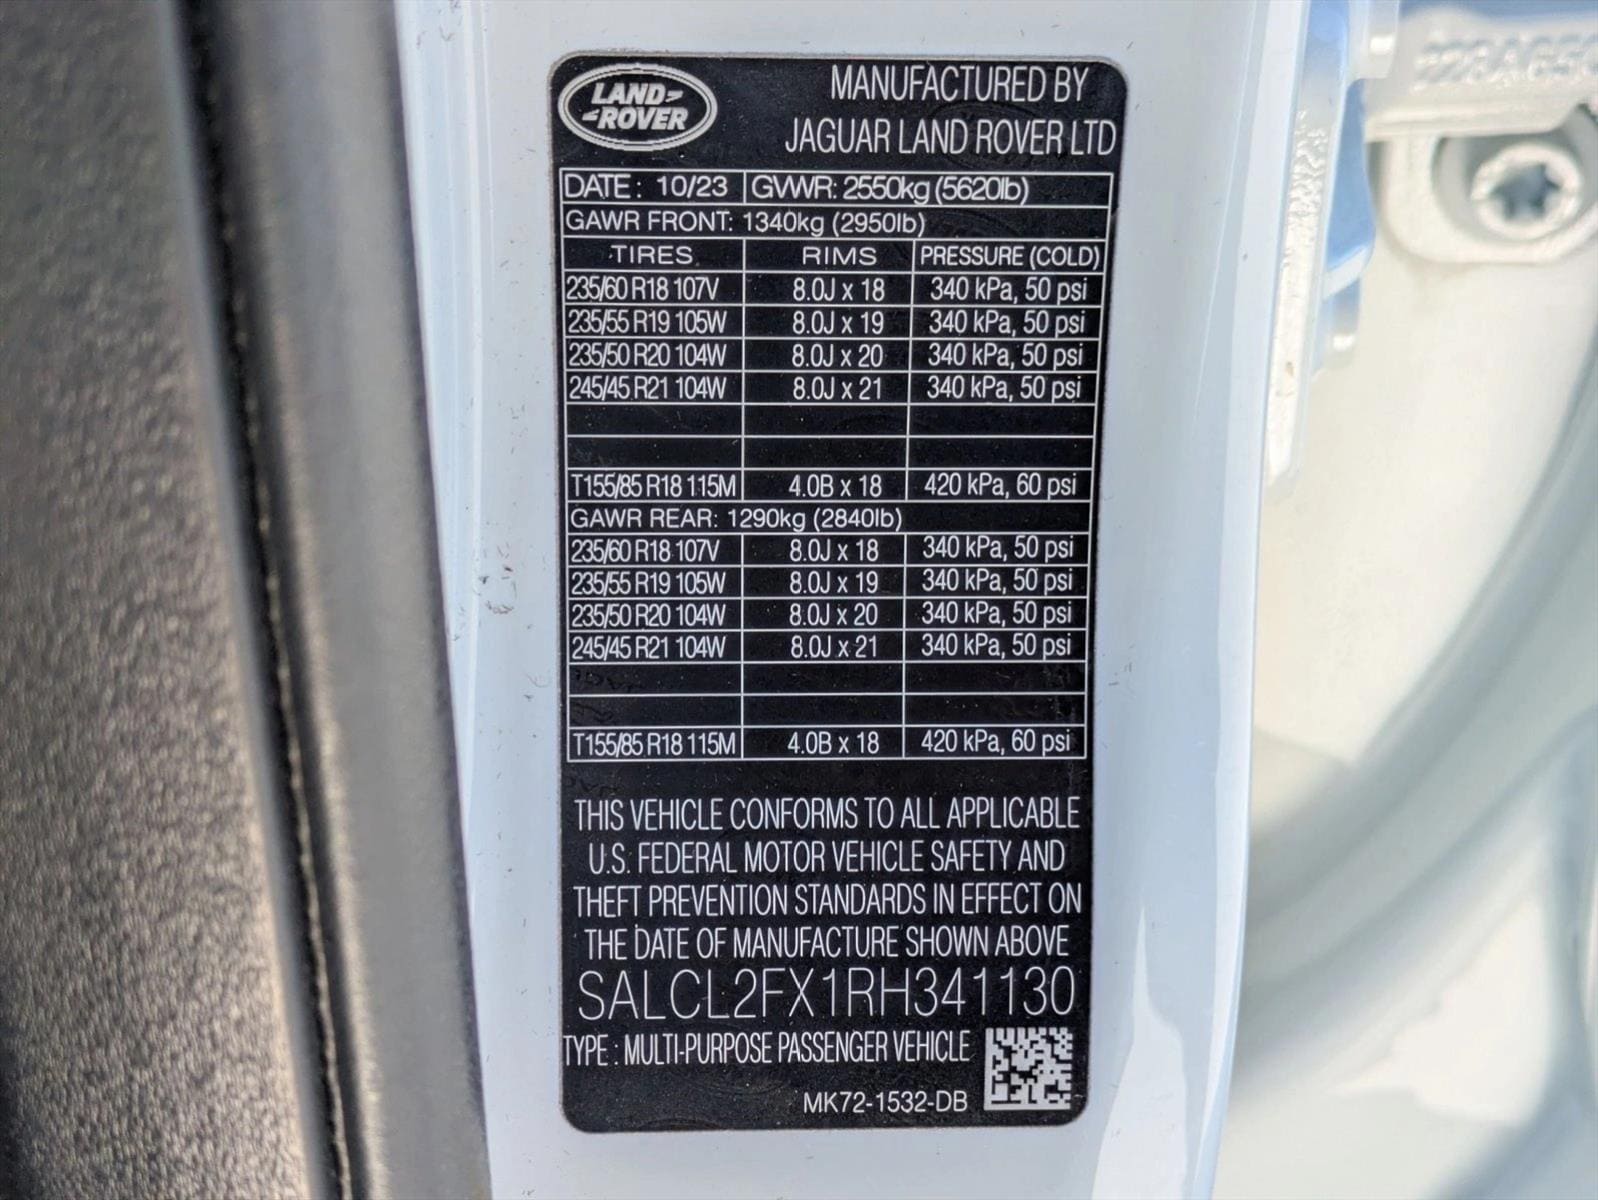 LAND-
-ROVER
MANUFACTURED BY
JAGUAR LAND ROVER LTD
DATE: 10/23 GVWR: 2550kg (5620lb)
GAWR FRONT: 1340kg (2950lb)
TIRES RIMS PRESSURE (COLD)
235/60 R18 107V 8.0J x 18 340 kPa, 50 psi
235/55 R19 105W 8.0J x 19 340 kPa, 50 psi
235/50 R20 104W 8.0J x 20 340 kPa, 50 psi
245/45 R21 104W 8.0J x 21 340 kPa, 50 psi
T155/85 R18 115M 4.0B x 18 420 kPa, 60 psi
GAWR REAR: 1290kg (2840lb)
235/60 R18 107V 8.0J x 18 340 kPa, 50 psi
235/55 R19 105W 8.0J x 19 340 kPa, 50 psi
235/50 R20 104W 8.0J x 20 340 kPa, 50 psi
245/45 R21 104W 8.0J x 21 340 kPa, 50 psi
T155/85 R18 115M 4.0B x 18 420 kPa, 60 psi
THIS VEHICLE CONFORMS TO ALL APPLICABLE
U.S. FEDERAL MOTOR VEHICLE SAFETY AND
THEFT PREVENTION STANDARDS IN EFFECT ON
THE DATE OF MANUFACTURE SHOWN ABOVE
SALCL2FX1RH341130
TYPE : MULTI-PURPOSE PASSENGER VEHICLE
MK72-1532-DB